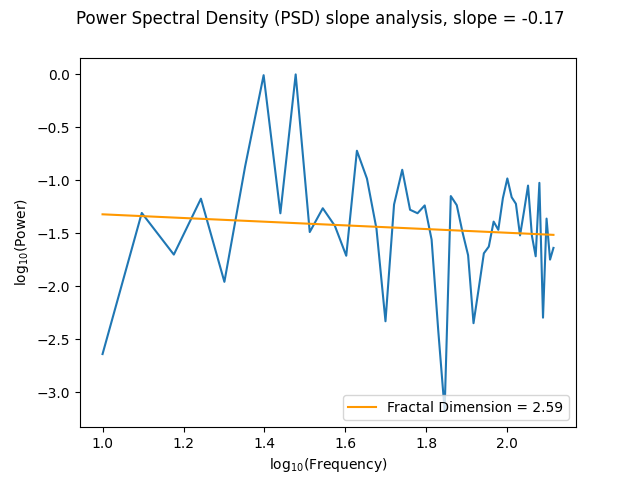 Power Spectral Density (PSD) slope analysis, slope = -0.17
log₁₀(Power)
0.0
−0.5
−1.0
−1.5
−2.0
−2.5
−3.0
Fractal Dimension = 2.59
1.0 1.2 1.4 1.6 1.8 2.0
log₁₀(Frequency)